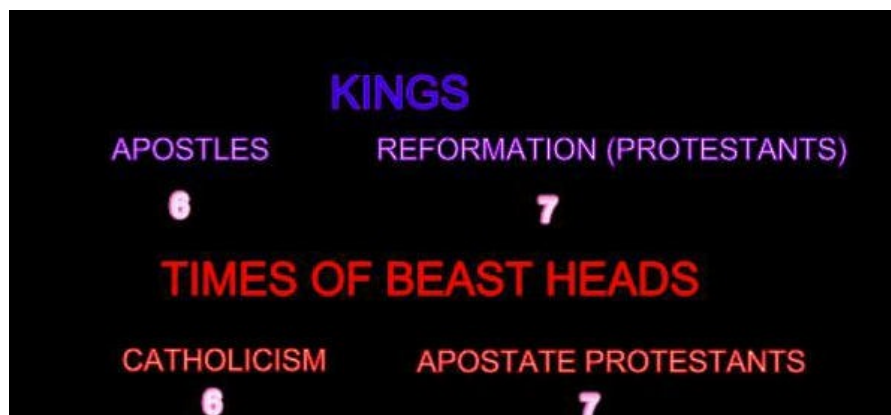 KINGS
APOSTLES REFORMATION (PROTESTANTS)
6 7
TIMES OF BEAST HEADS
CATHOLICISM APOSTATE PROTESTANTS
6 7